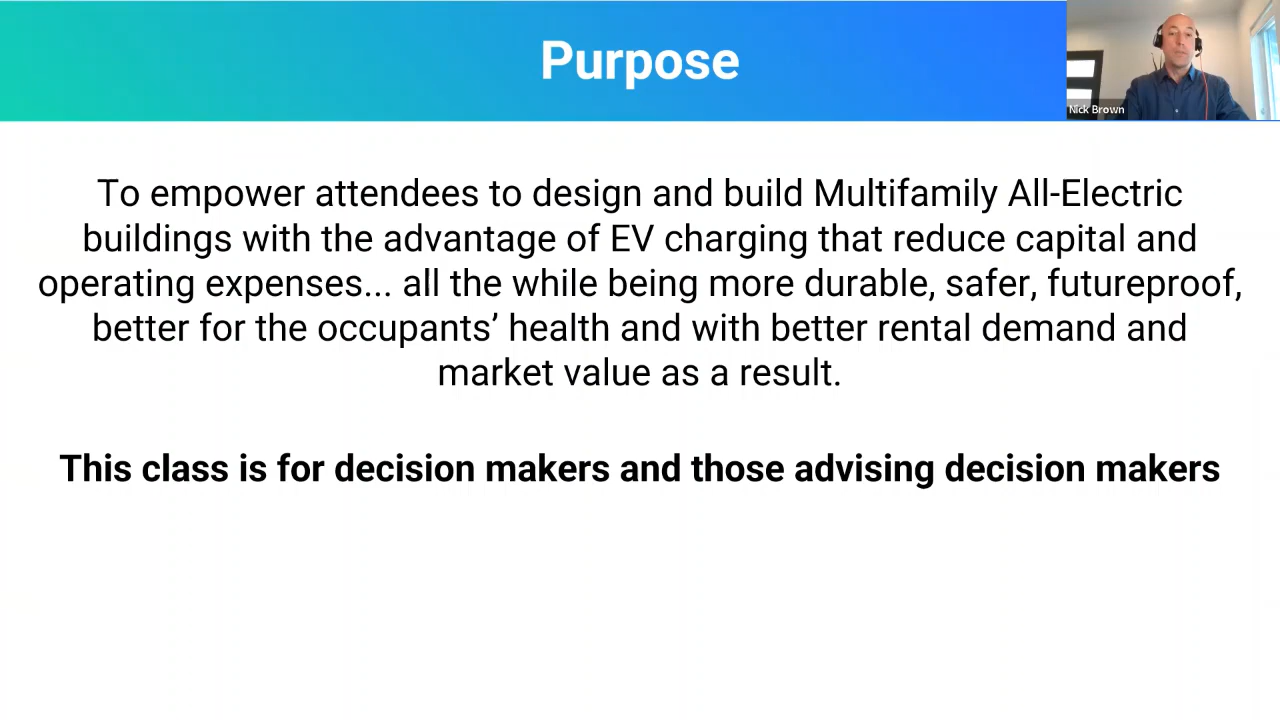 Purpose
Nick Brown
To empower attendees to design and build Multifamily All-Electric
buildings with the advantage of EV charging that reduce capital and
operating expenses... all the while being more durable, safer, futureproof,
better for the occupants’ health and with better rental demand and
market value as a result.
This class is for decision makers and those advising decision makers